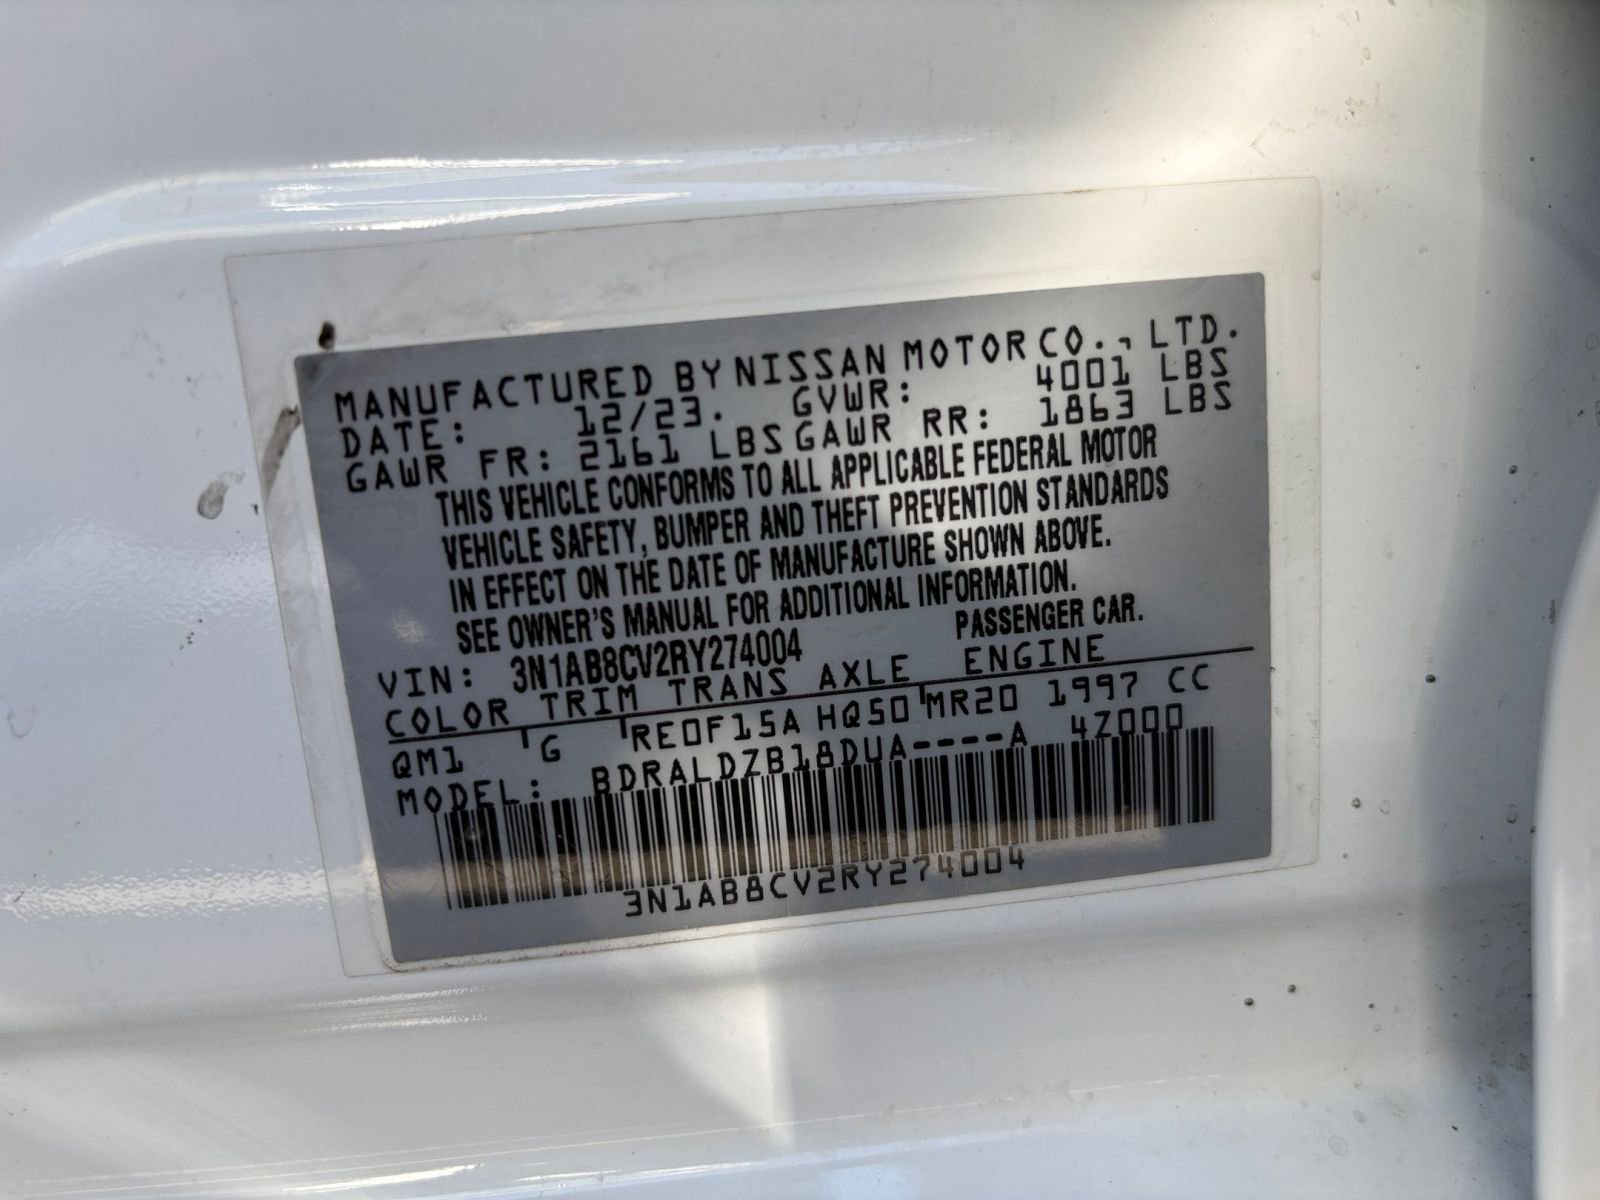 MANUFACTURED BY NISSAN MOTOR CO., LTD.
DATE: 12/23. GVWR: 4001 LBS
GAWR FR: 2161 LBS GAWR RR: 1863 LBS
THIS VEHICLE CONFORMS TO ALL APPLICABLE FEDERAL MOTOR
VEHICLE SAFETY, BUMPER AND THEFT PREVENTION STANDARDS
IN EFFECT ON THE DATE OF MANUFACTURE SHOWN ABOVE.
SEE OWNER'S MANUAL FOR ADDITIONAL INFORMATION.
VIN: 3N1AB8CV2RY274004 PASSENGER CAR.
COLOR TRIM TRANS AXLE ENGINE
QM1 G RE0F15A HQ50 MR20 1997 CC
MODEL: BDRALDZB18DUA----A 4Z000
3N1AB8CV2RY274004